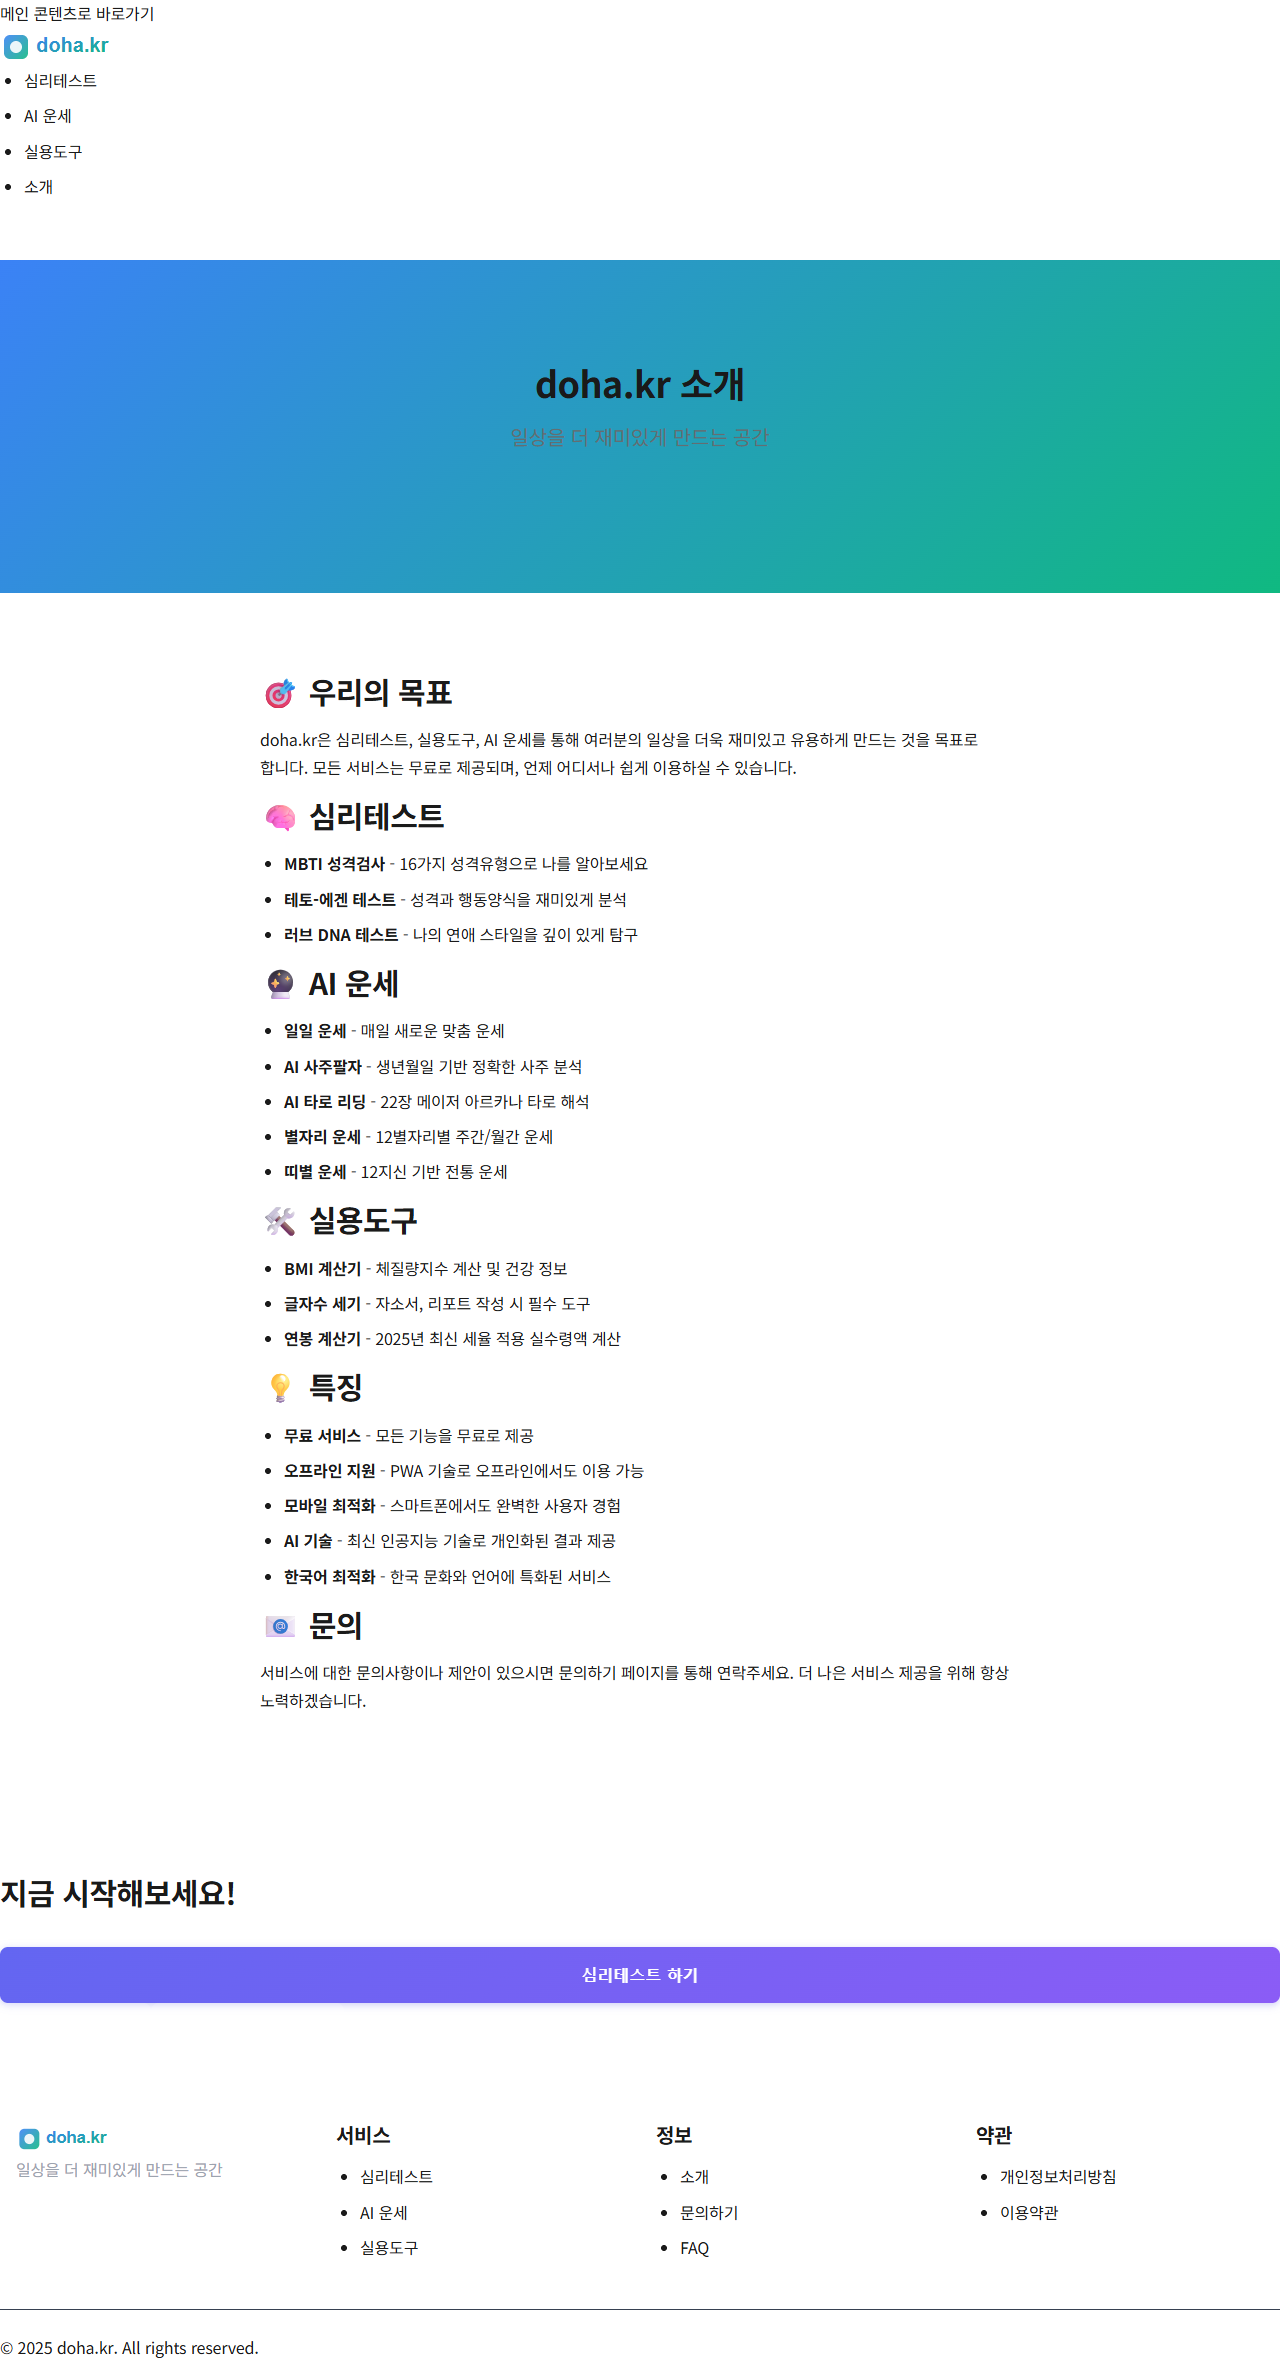 메인 콘텐츠로 바로가기
doha.kr
심리테스트
AI 운세
실용도구
소개
doha.kr 소개
일상을 더 재미있게 만드는 공간
우리의 목표
doha.kr은 심리테스트, 실용도구, AI 운세를 통해 여러분의 일상을 더욱 재미있고 유용하게 만드는 것을 목표로
합니다. 모든 서비스는 무료로 제공되며, 언제 어디서나 쉽게 이용하실 수 있습니다.
심리테스트
MBTI 성격검사 - 16가지 성격유형으로 나를 알아보세요
테토-에겐 테스트 - 성격과 행동양식을 재미있게 분석
러브 DNA 테스트 - 나의 연애 스타일을 깊이 있게 탐구
AI 운세
일일 운세 - 매일 새로운 맞춤 운세
AI 사주팔자 - 생년월일 기반 정확한 사주 분석
AI 타로 리딩 - 22장 메이저 아르카나 타로 해석
별자리 운세 - 12별자리별 주간/월간 운세
띠별 운세 - 12지신 기반 전통 운세
실용도구
BMI 계산기 - 체질량지수 계산 및 건강 정보
글자수 세기 - 자소서, 리포트 작성 시 필수 도구
연봉 계산기 - 2025년 최신 세율 적용 실수령액 계산
특징
무료 서비스 - 모든 기능을 무료로 제공
오프라인 지원 - PWA 기술로 오프라인에서도 이용 가능
모바일 최적화 - 스마트폰에서도 완벽한 사용자 경험
AI 기술 - 최신 인공지능 기술로 개인화된 결과 제공
한국어 최적화 - 한국 문화와 언어에 특화된 서비스
문의
서비스에 대한 문의사항이나 제안이 있으시면 문의하기 페이지를 통해 연락주세요. 더 나은 서비스 제공을 위해 항상
노력하겠습니다.
지금 시작해보세요!
심리테스트 하기
doha.kr
일상을 더 재미있게 만드는 공간
서비스
심리테스트
AI 운세
실용도구
정보
소개
문의하기
FAQ
약관
개인정보처리방침
이용약관
© 2025 doha.kr. All rights reserved.